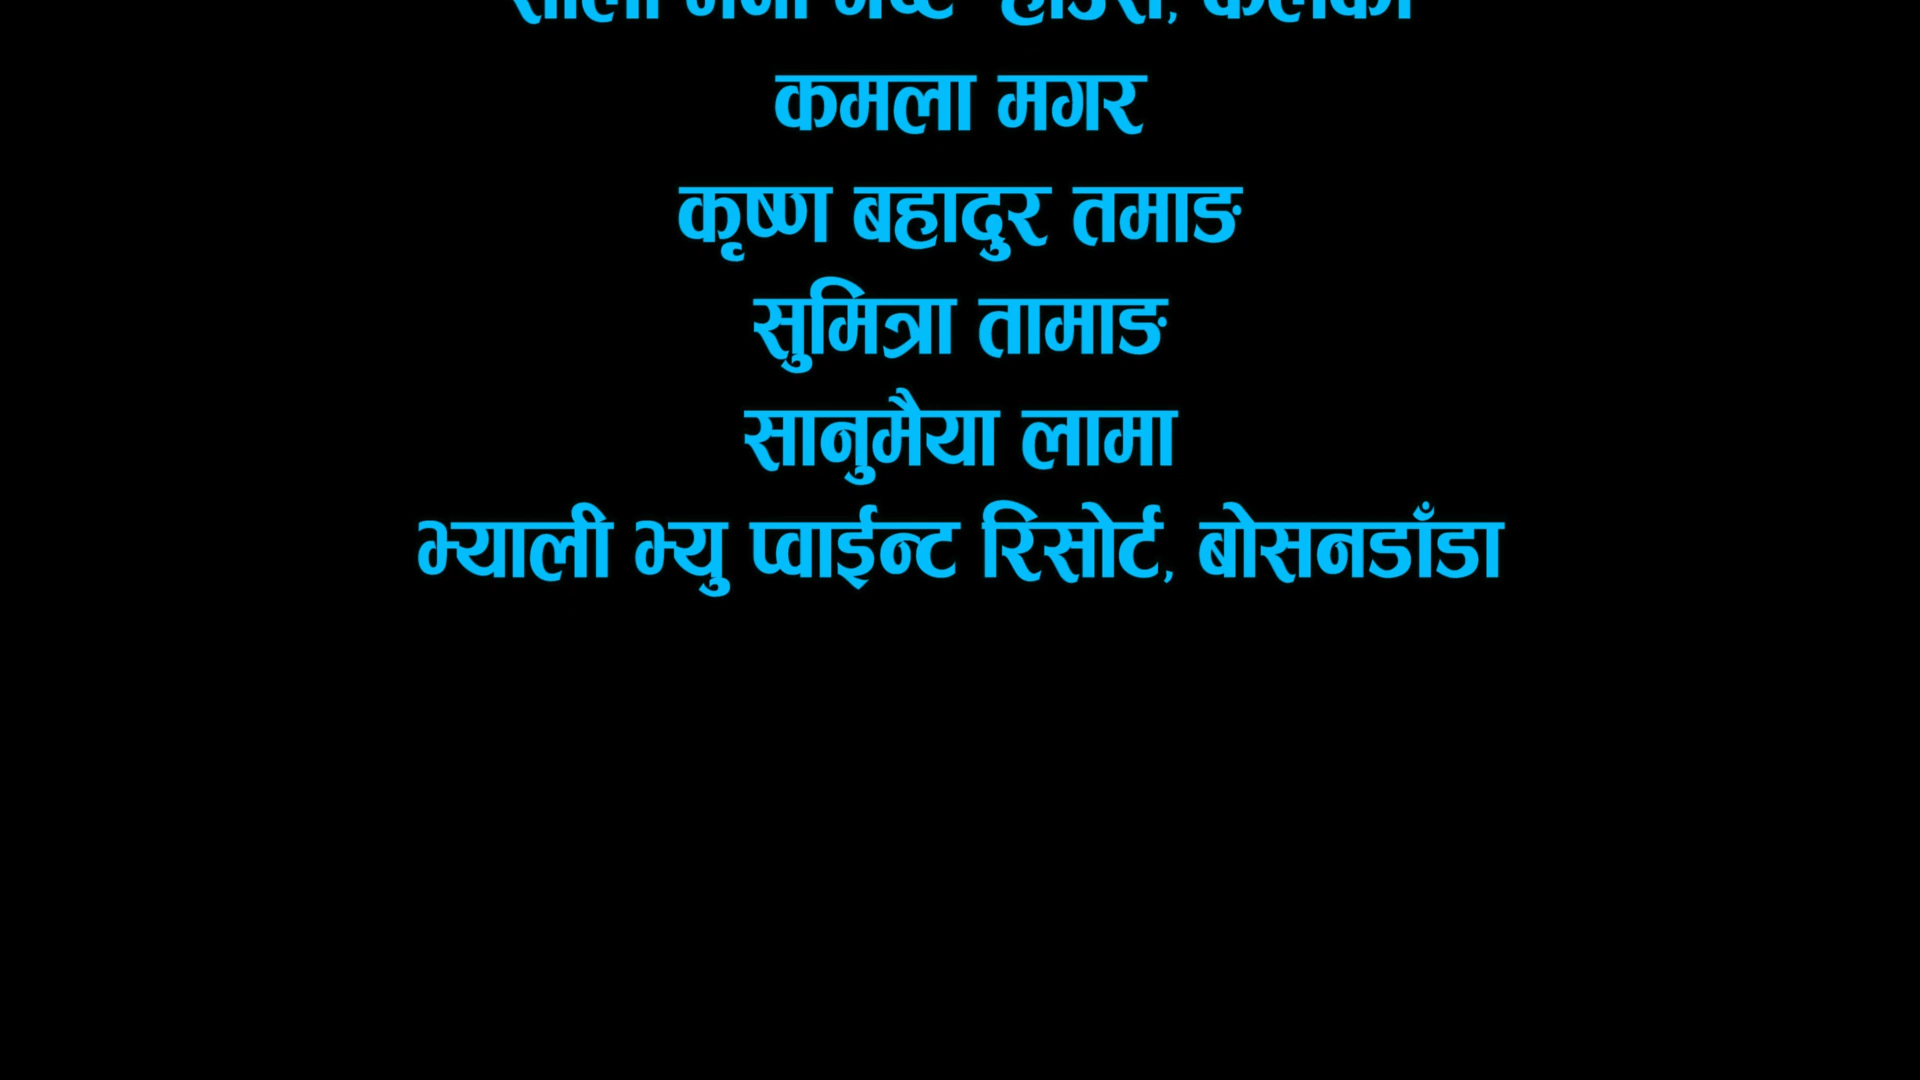 कमला मगर
कृष्ण बहादुर तमाङ
सुमित्रा तामाङ
सानुमैया लामा
भ्याली भ्यु प्वाईन्ट रिसोर्ट, बोसनडाँडा